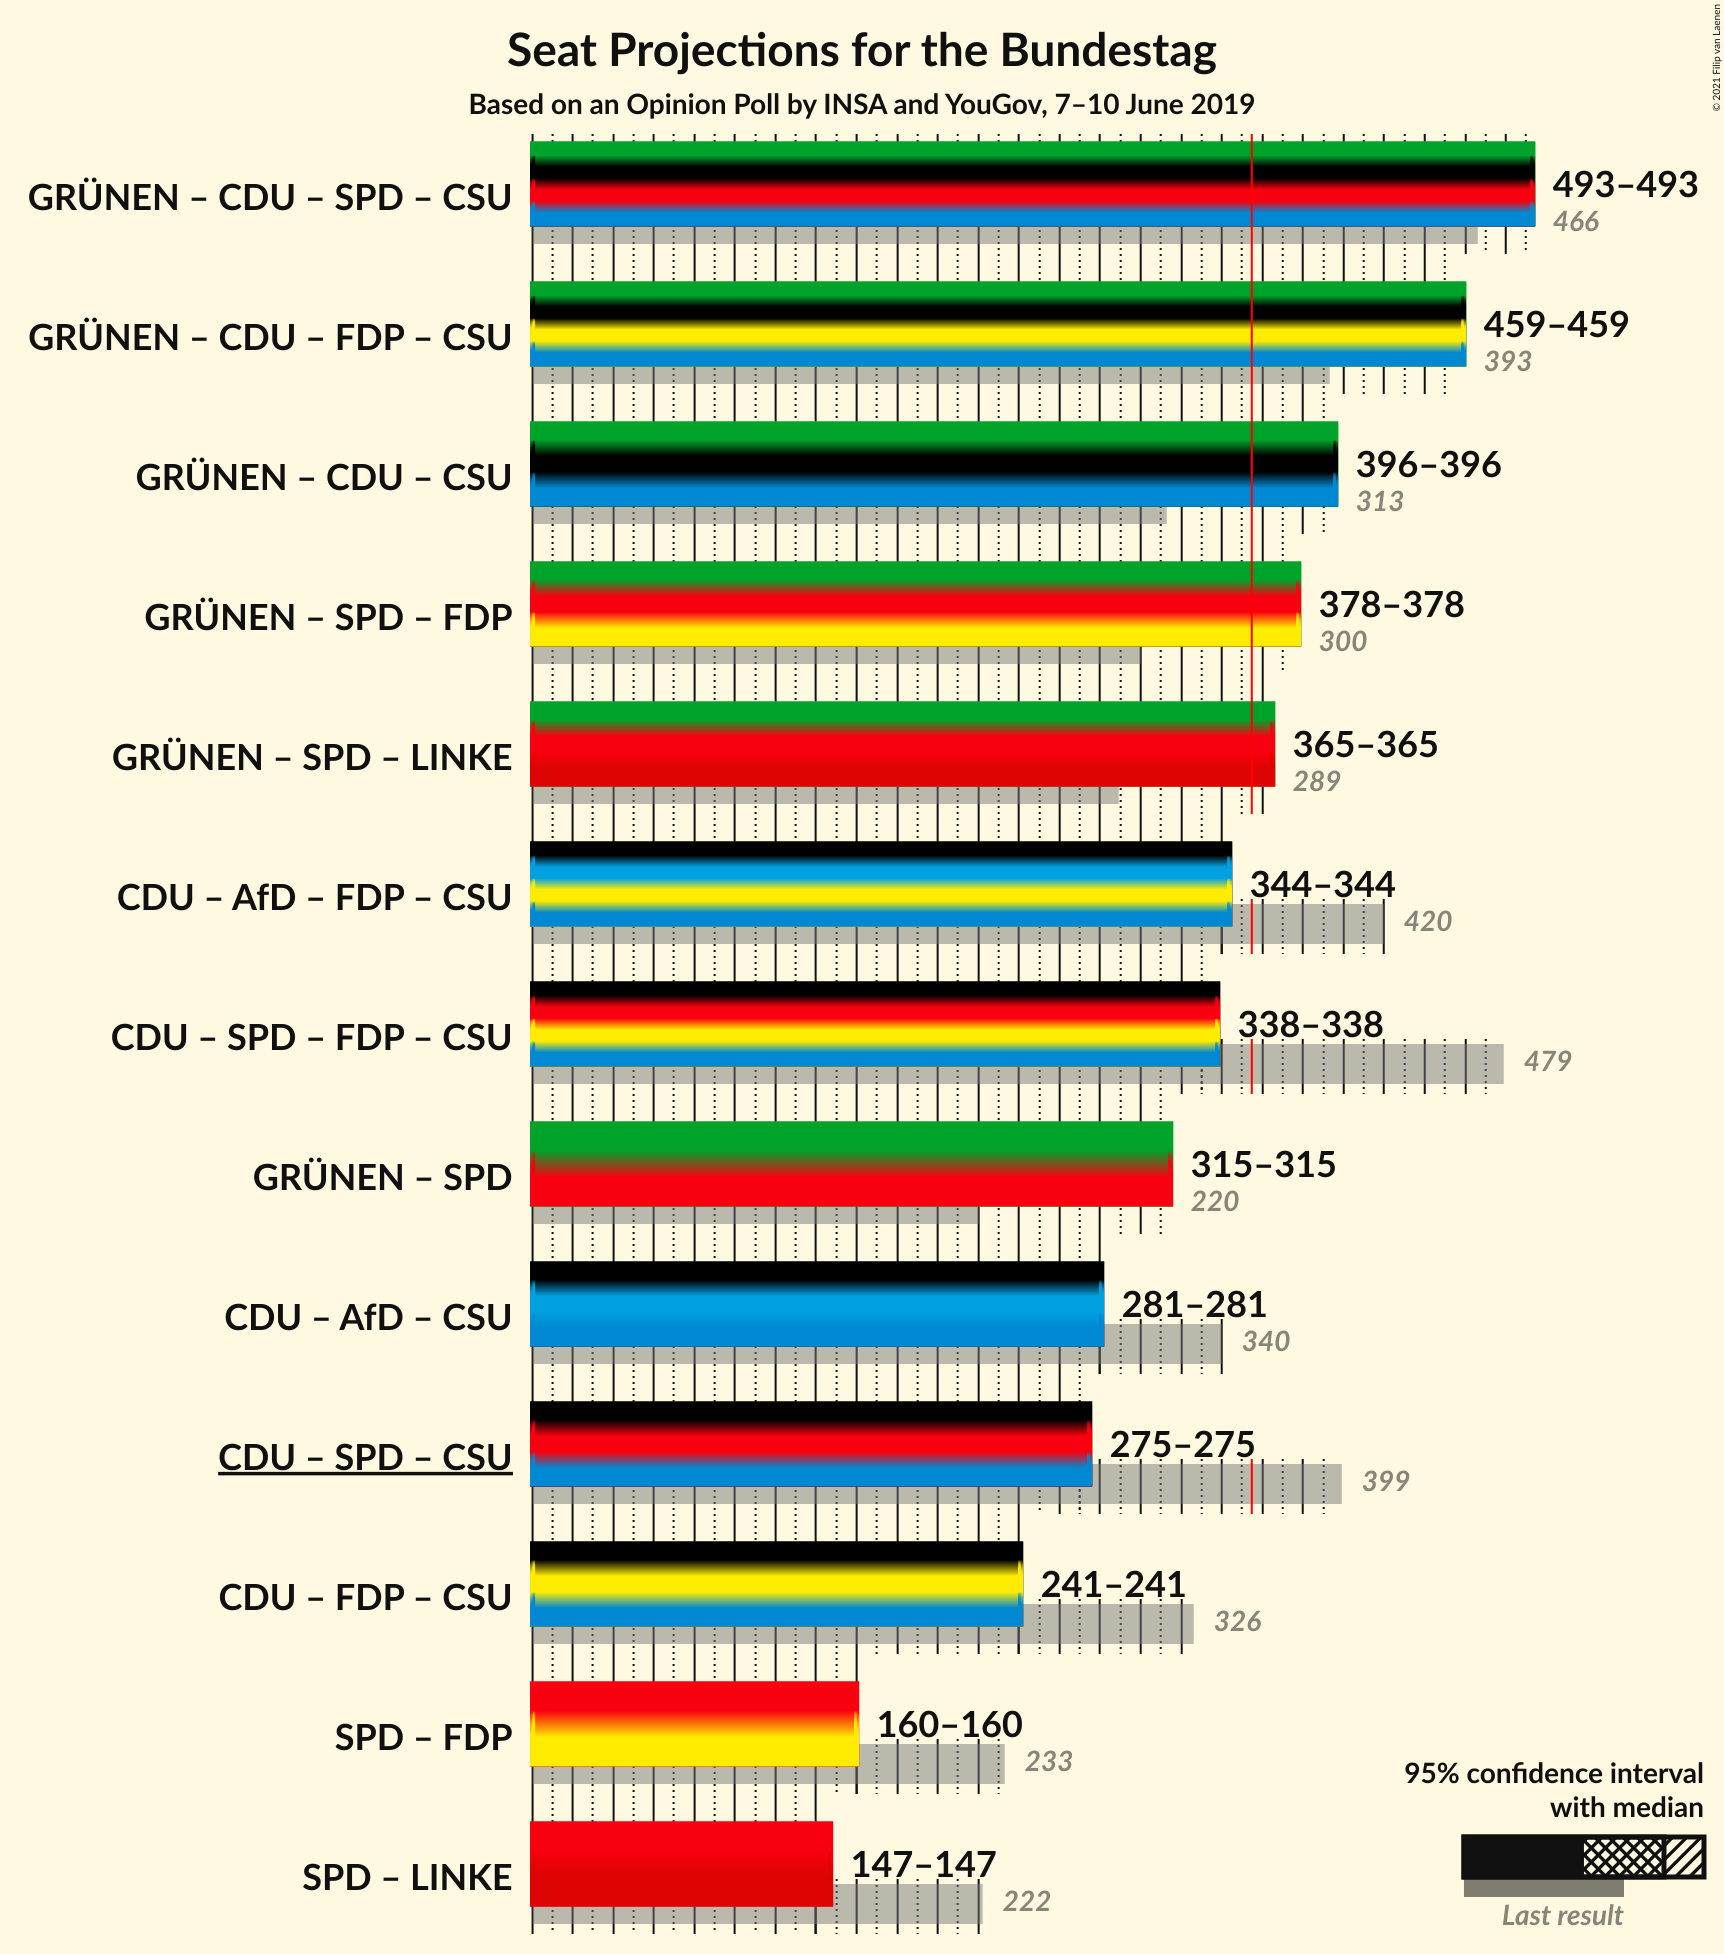 Seat Projections for the Bundestag
Based on an Opinion Poll by INSA and YouGov, 7–10 June 2019
© 2021 Filip van Laenen
GRÜNEN – CDU – SPD – CSU
493–493
466
GRÜNEN – CDU – FDP – CSU
459–459
393
GRÜNEN – CDU – CSU
396–396
313
GRÜNEN – SPD – FDP
378–378
300
GRÜNEN – SPD – LINKE
365–365
289
CDU – AfD – FDP – CSU
344–344
420
CDU – SPD – FDP – CSU
338–338
479
GRÜNEN – SPD
315–315
220
CDU – AfD – CSU
281–281
340
CDU – SPD – CSU
275–275
399
CDU – FDP – CSU
241–241
326
SPD – FDP
160–160
233
SPD – LINKE
147–147
222
95% confidence interval
with median
Last result